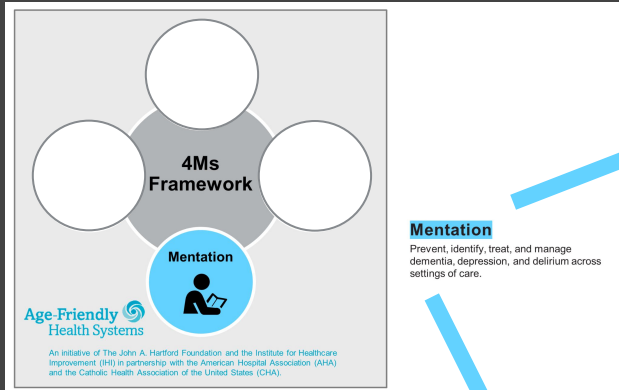 4Ms
Framework
Mentation
Age-Friendly
Health Systems
An initiative of The John A. Hartford Foundation and the Institute for Healthcare
Improvement (IHI) in partnership with the American Hospital Association (AHA)
and the Catholic Health Association of the United States (CHA).
Mentation
Prevent, identify, treat, and manage
dementia, depression, and delirium across
settings of care.